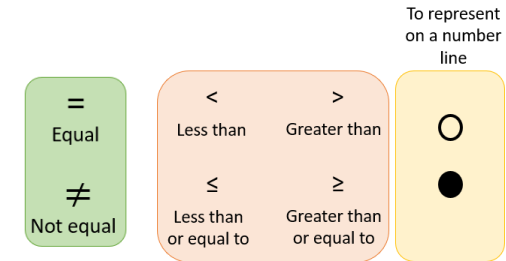 To represent
on a number
line
=
Equal
≠
Not equal
< >
Less than Greater than
≤ ≥
Less than Greater than
or equal to or equal to